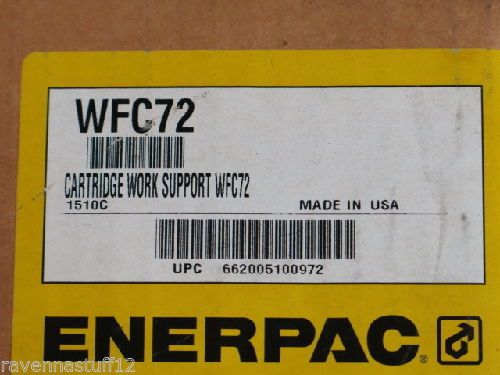 WFC72
CARTRIDGE WORK SUPPORT WFC72
1510C MADE IN USA
UPC 662005100972
ENERPAC®
ravennastuff12